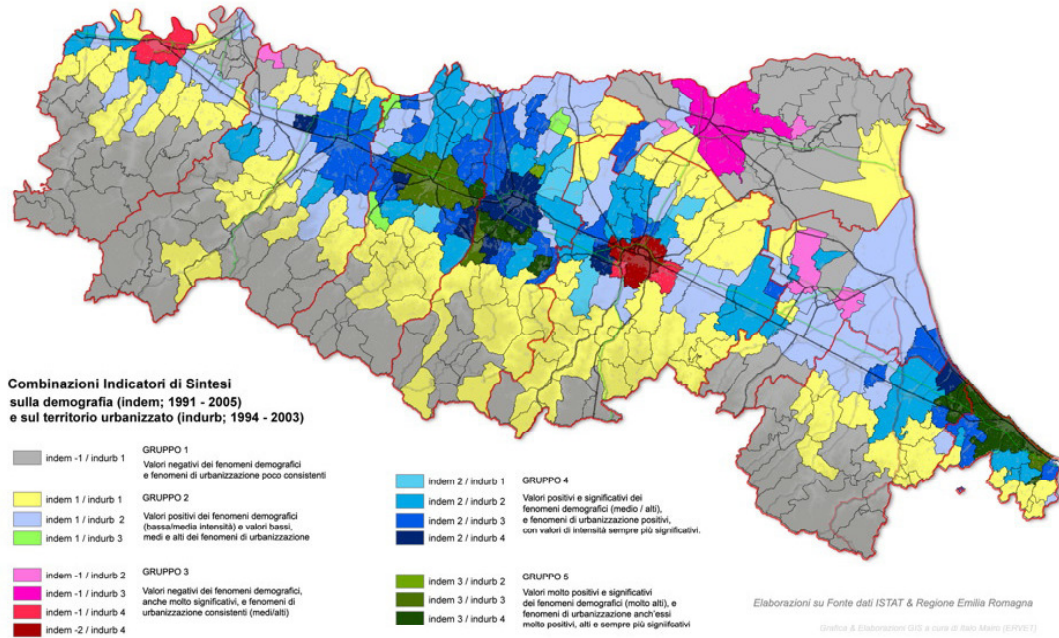 Combinazioni Indicatori di Sintesi
sulla demografia (indem; 1991 - 2005)
e sul territorio urbanizzato (indurb; 1994 - 2003)
indem -1 / indurb 1
GRUPPO 1
Valori negativi dei fenomeni demografici
e fenomeni di urbanizzazione poco consistenti
indem 1 / indurb 1
indem 1 / indurb 2
indem 1 / indurb 3
GRUPPO 2
Valori positivi dei fenomeni demografici
(bassa/media intensità) e valori bassi,
medi e alti dei fenomeni di urbanizzazione
indem -1 / indurb 2
indem -1 / indurb 3
indem -1 / indurb 4
indem -2 / indurb 4
GRUPPO 3
Valori negativi dei fenomeni demografici,
anche molto significativi, e fenomeni di
urbanizzazione consistenti (medi/alti)
indem 2 / indurb 1
indem 2 / indurb 2
indem 2 / indurb 3
indem 2 / indurb 4
GRUPPO 4
Valori positivi e significativi dei
fenomeni demografici (medio / alti),
e fenomeni di urbanizzazione positivi,
con valori di intensità sempre più significativi.
indem 3 / indurb 2
indem 3 / indurb 3
indem 3 / indurb 4
GRUPPO 5
Valori molto positivi e significativi
dei fenomeni demografici (molto alti), e
fenomeni di urbanizzazione anch'essi
molto positivi, alti e sempre più significativi
Elaborazioni su Fonte dati ISTAT & Regione Emilia Romagna
Grafica & Elaborazioni GIS a cura di Italo Mairo (ERVET)